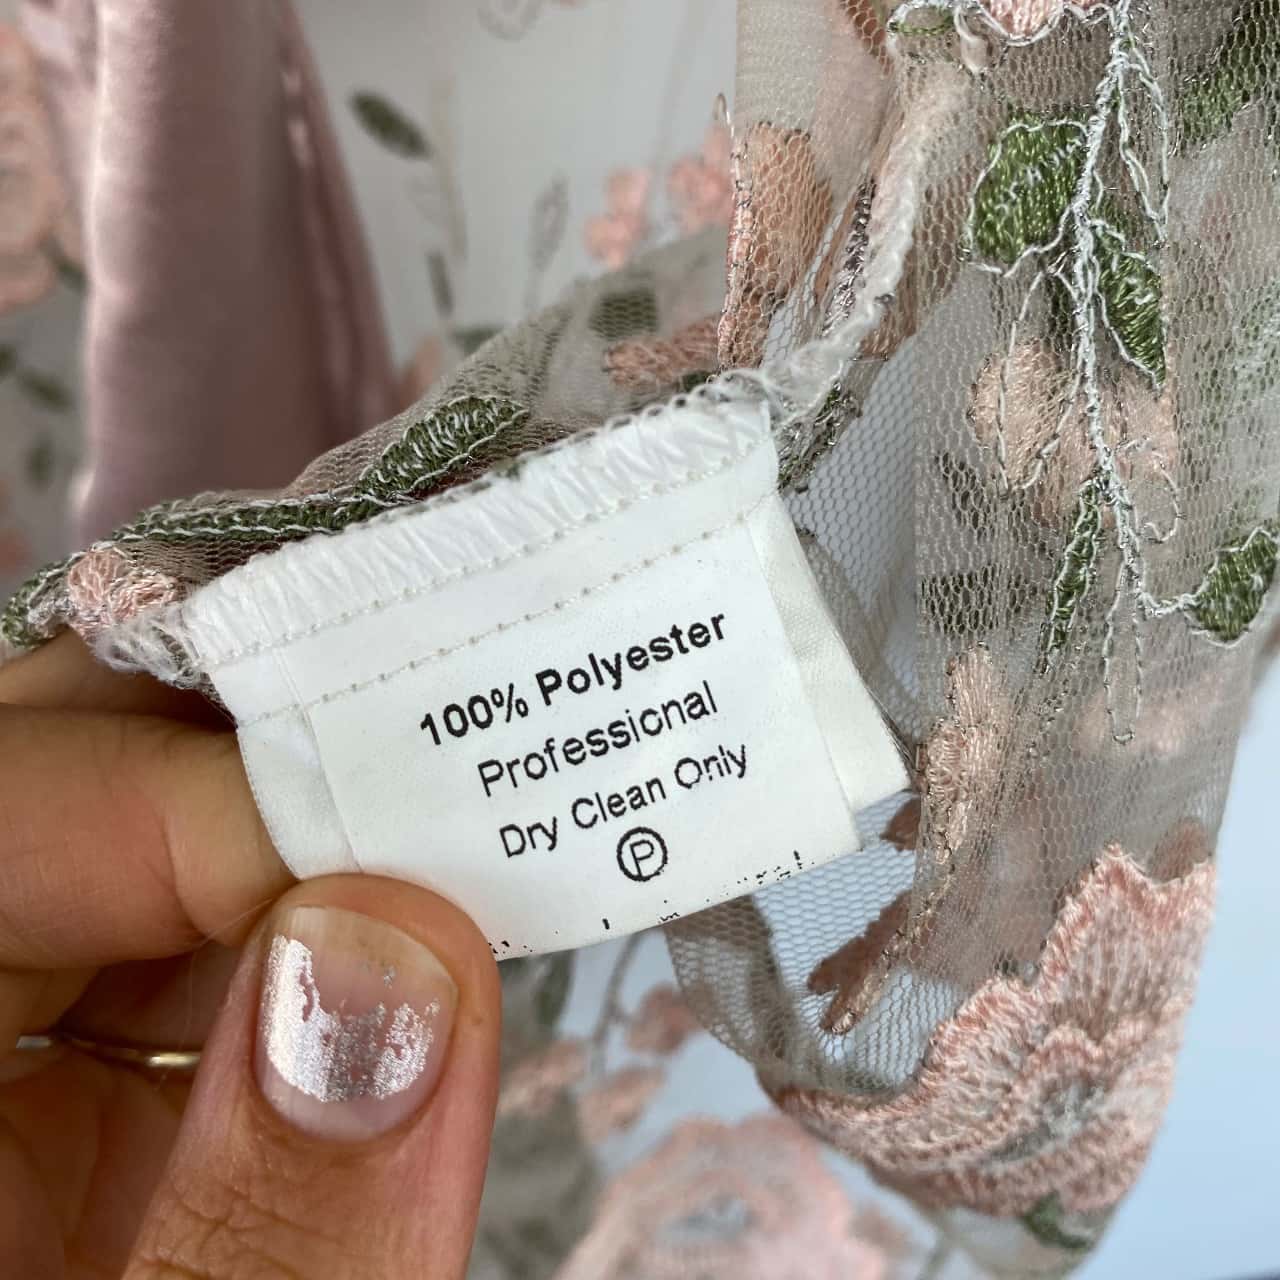 100% Polyester
Professional
Dry Clean Only
P